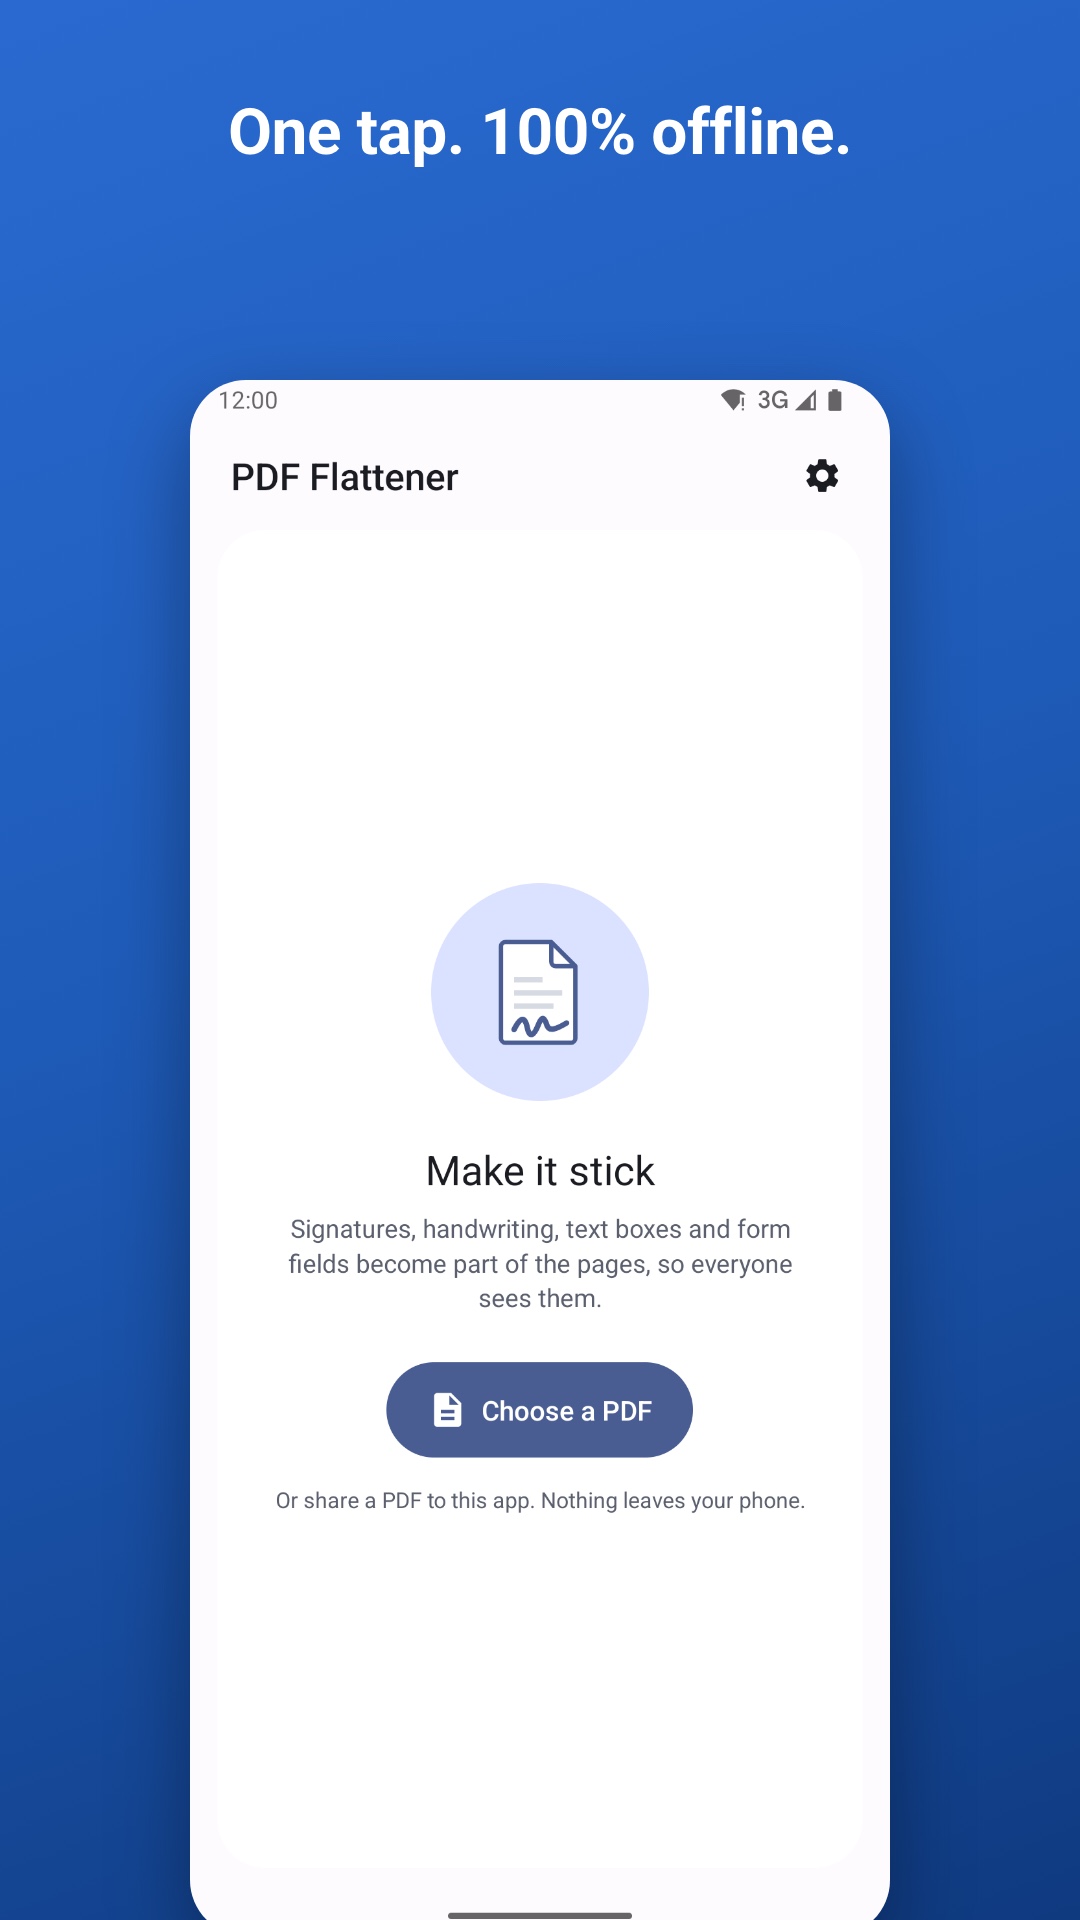 One tap. 100% offline.
12:00
3G
PDF Flattener
Make it stick
Signatures, handwriting, text boxes and form
fields become part of the pages, so everyone
sees them.
Choose a PDF
Or share a PDF to this app. Nothing leaves your phone.